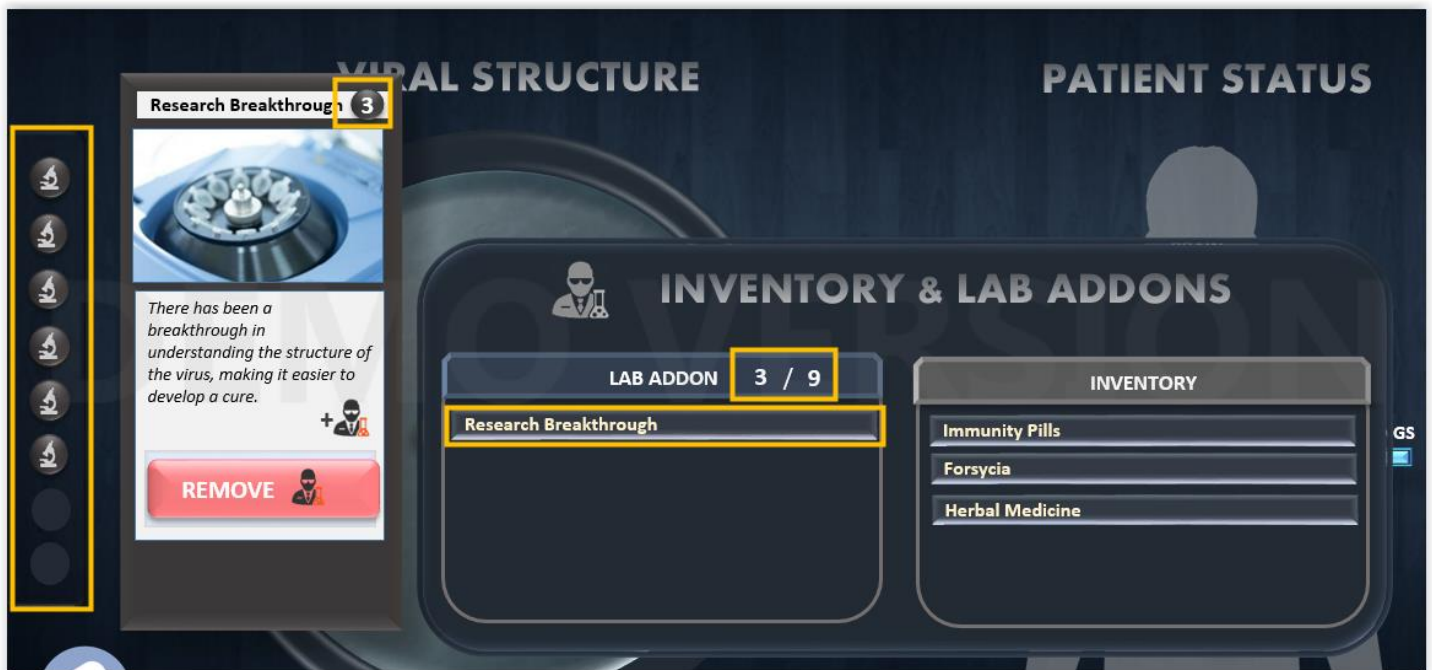 VIRAL STRUCTURE
PATIENT STATUS
Research Breakthrough 3
There has been a
breakthrough in
understanding the structure of
the virus, making it easier to
develop a cure.
+
REMOVE
INVENTORY & LAB ADDONS
LAB ADDON 3 / 9
Research Breakthrough
INVENTORY
Immunity Pills
Forsycia
Herbal Medicine
GS
DEMO VERSION